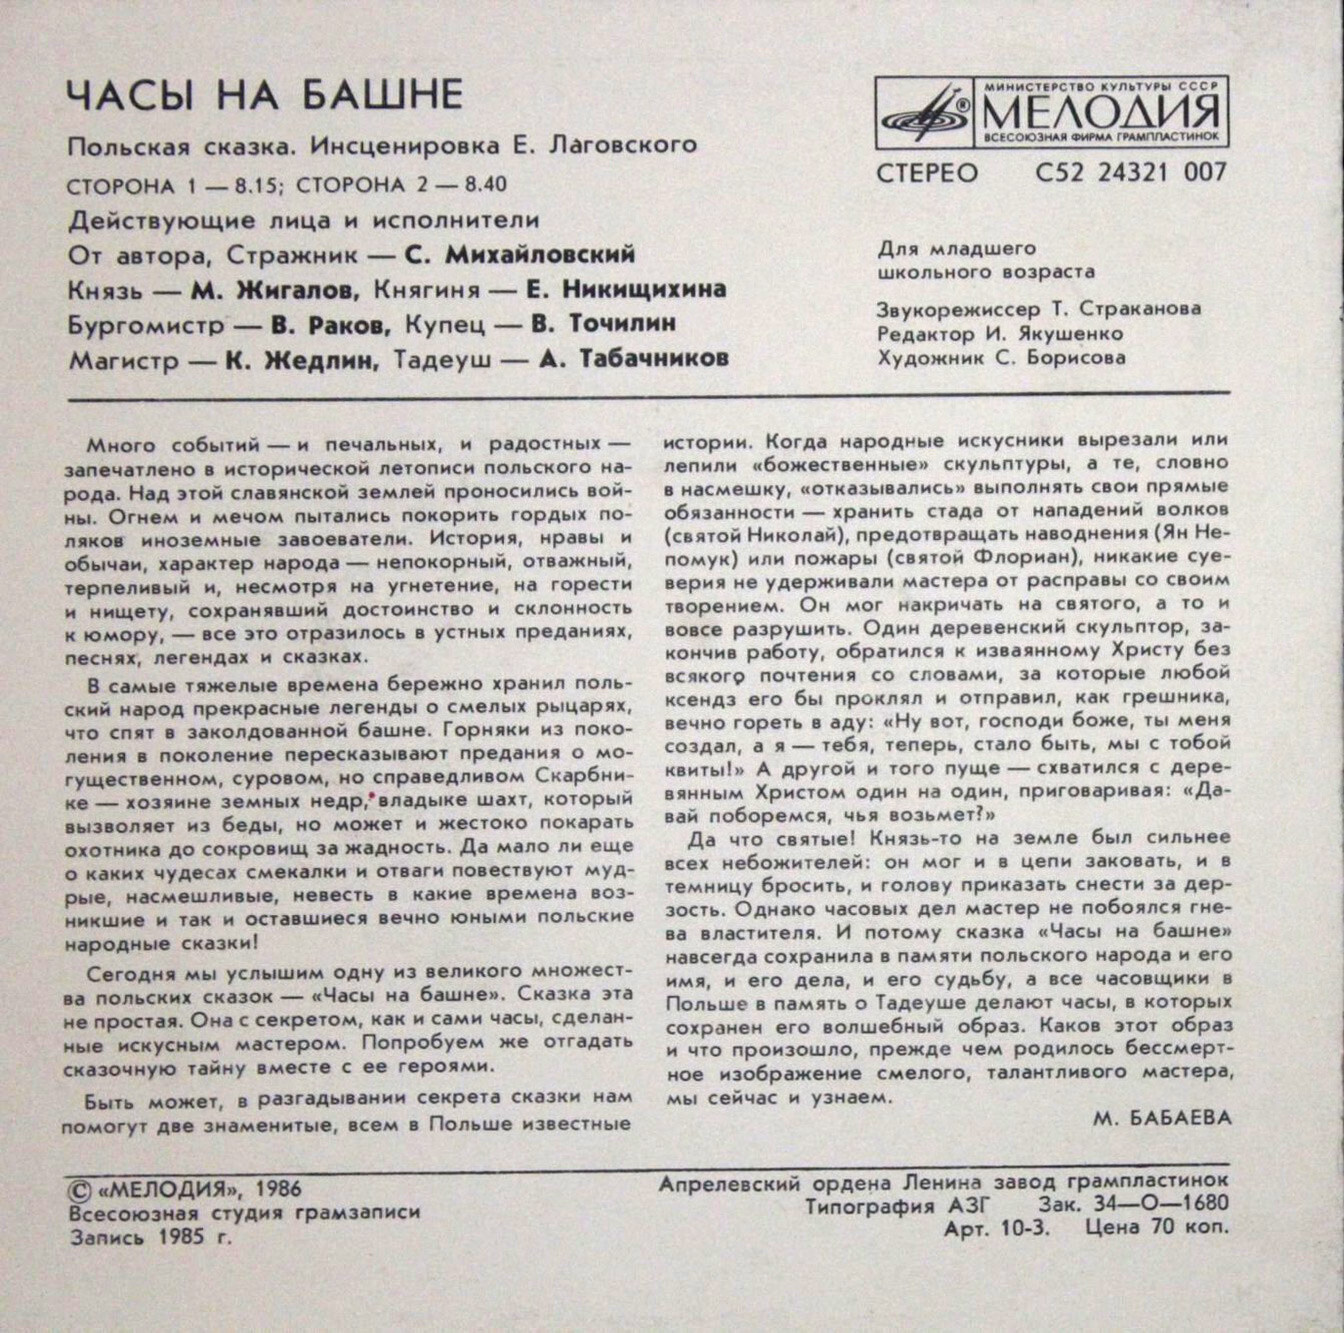 ЧАСЫ НА БАШНЕ
Польская сказка. Инсценировка Е. Лаговского
СТОРОНА 1 — 8.15; СТОРОНА 2 — 8.40
Действующие лица и исполнители
От автора, Стражник — С. Михайловский
Князь — М. Жигалов, Княгиня — Е. Никищихина
Бургомистр — В. Раков, Купец — В. Точилин
Магистр — К. Жедлин, Тадеуш — А. Табачников
МИНИСТЕРСТВО КУЛЬТУРЫ СССР
®
МЕЛОДИЯ
ВСЕСОЮЗНАЯ ФИРМА ГРАМПЛАСТИНОК
СТЕРЕО С52 24321 007
Для младшего
школьного возраста
Звукорежиссер Т. Страканова
Редактор И. Якушенко
Художник С. Борисова
Много событий — и печальных, и радостных —
запечатлено в исторической летописи польского на-
рода. Над этой славянской землей проносились вой-
ны. Огнем и мечом пытались покорить гордых по-
ляков иноземные завоеватели. История, нравы и
обычаи, характер народа — непокорный, отважный,
терпеливый и, несмотря на угнетение, на горести
и нищету, сохранявший достоинство и склонность
к юмору, — все это отразилось в устных преданиях,
песнях, легендах и сказках.
В самые тяжелые времена бережно хранил поль-
ский народ прекрасные легенды о смелых рыцарях,
что спят в заколдованной башне. Горняки из поко-
ления в поколение пересказывают предания о мо-
гущественном, суровом, но справедливом Скарбни-
ке — хозяине земных недр, владыке шахт, который
вызволяет из беды, но может и жестоко покарать
охотника до сокровищ за жадность. Да мало ли еще
о каких чудесах смекалки и отваги повествуют муд-
рые, насмешливые, невесть в какие времена воз-
никшие и так и оставшиеся вечно юными польские
народные сказки!
Сегодня мы услышим одну из великого множест-
ва польских сказок — «Часы на башне». Сказка эта
не простая. Она с секретом, как и сами часы, сделан-
ные искусным мастером. Попробуем же отгадать
сказочную тайну вместе с ее героями.
Быть может, в разгадывании секрета сказки нам
помогут две знаменитые, всем в Польше известные
истории. Когда народные искусники вырезали или
лепили «божественные» скульптуры, а те, словно
в насмешку, «отказывались» выполнять свои прямые
обязанности — хранить стада от нападений волков
(святой Николай), предотвращать наводнения (Ян Не-
помук) или пожары (святой Флориан), никакие суе-
верия не удерживали мастера от расправы со своим
творением. Он мог накричать на святого, а то и
вовсе разрушить. Один деревенский скульптор, за-
кончив работу, обратился к изваянному Христу без
всякого почтения со словами, за которые любой
ксендз его бы проклял и отправил, как грешника,
вечно гореть в аду: «Ну вот, господи боже, ты меня
создал, а я — тебя, теперь, стало быть, мы с тобой
квиты!» А другой и того пуще — схватился с дере-
вянным Христом один на один, приговаривая: «Да-
вай поборемся, чья возьмет?»
Да что святые! Князь-то на земле был сильнее
всех небожителей: он мог и в цепи заковать, и в
темницу бросить, и голову приказать снести за дер-
зость. Однако часовых дел мастер не побоялся гне-
ва властителя. И потому сказка «Часы на башне»
навсегда сохранила в памяти польского народа и его
имя, и его дела, и его судьбу, а все часовщики в
Польше в память о Тадеуше делают часы, в которых
сохранен его волшебный образ. Каков этот образ
и что произошло, прежде чем родилось бессмерт-
ное изображение смелого, талантливого мастера,
мы сейчас и узнаем.
М. БАБАЕВА
© «МЕЛОДИЯ», 1986
Всесоюзная студия грамзаписи
Запись 1985 г.
Апрелевский ордена Ленина завод грампластинок
Типография АЗГ Зак. 34—О—1680
Арт. 10-3. Цена 70 коп.